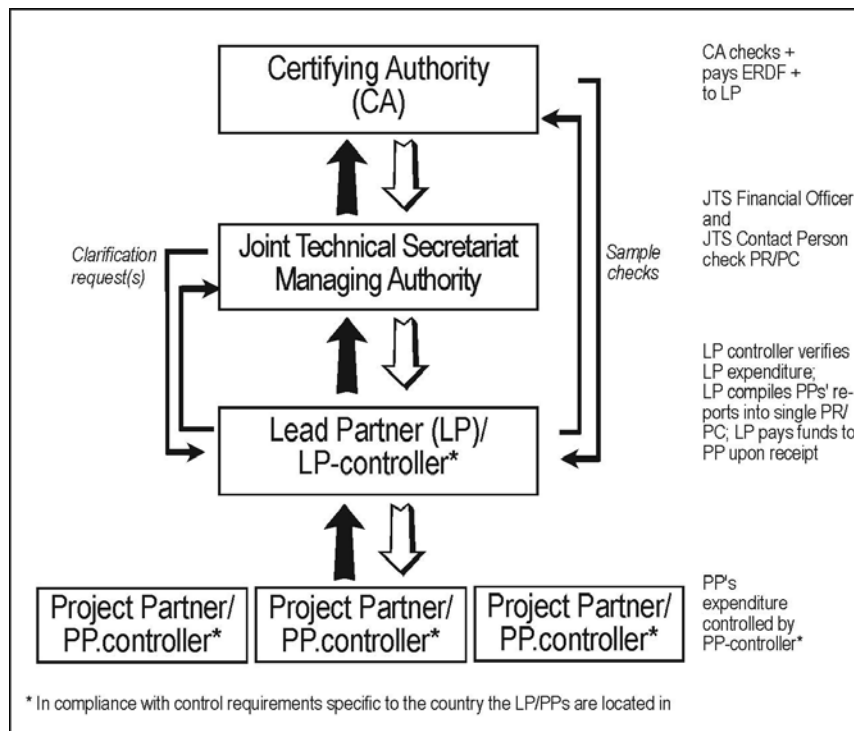 Certifying Authority
(CA)
CA checks +
pays ERDF +
to LP
Clarification
request(s)
Joint Technical Secretariat
Managing Authority
Sample
checks
JTS Financial Officer
and
JTS Contact Person
check PR/PC
Lead Partner (LP)/
LP-controller*
LP controller verifies
LP expenditure;
LP compiles PPs' re-
ports into single PR/
PC; LP pays funds to
PP upon receipt
Project Partner/
PP.controller*
Project Partner/
PP.controller*
Project Partner/
PP.controller*
PP's
expenditure
controlled by
PP-controller*
* In compliance with control requirements specific to the country the LP/PPs are located in